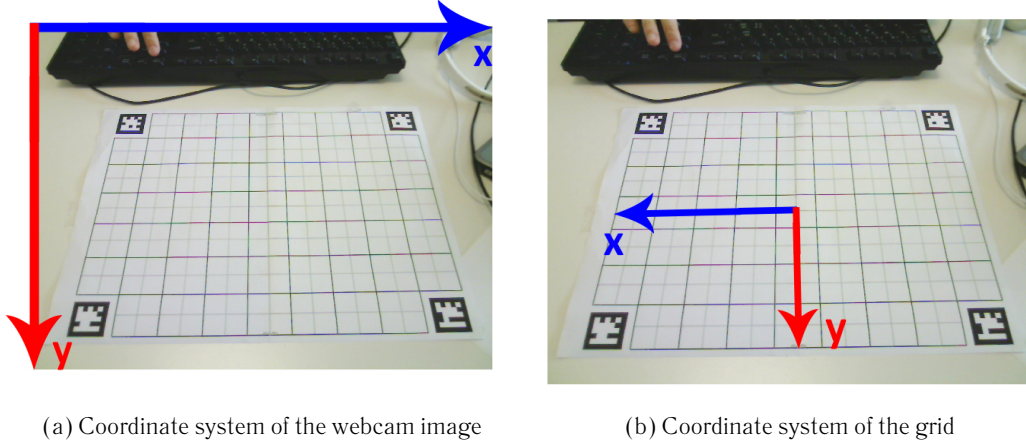 x
y
x
y
(a) Coordinate system of the webcam image
(b) Coordinate system of the grid